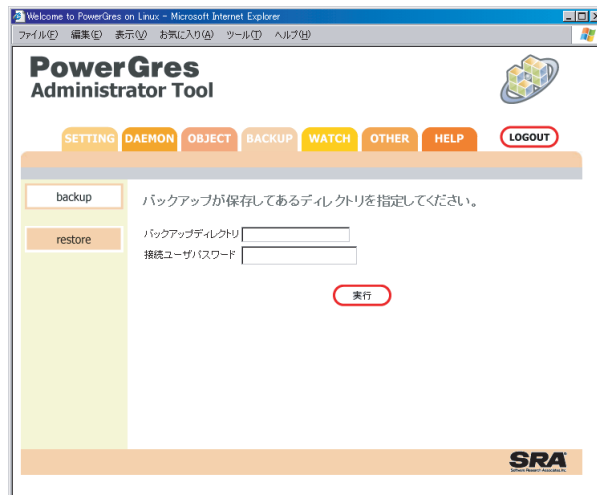 Welcome to PowerGres on Linux - Microsoft Internet Explorer
ファイル(F) 編集(E) 表示(V) お気に入り(A) ツール(T) ヘルプ(H)
PowerGres
Administrator Tool
SETTING DAEMON OBJECT BACKUP WATCH OTHER HELP LOGOUT
backup
restore
バックアップが保存してあるディレクトリを指定してください。
バックアップディレクトリ
接続ユーザパスワード
実行
SRA
Software Research Associates, Inc.